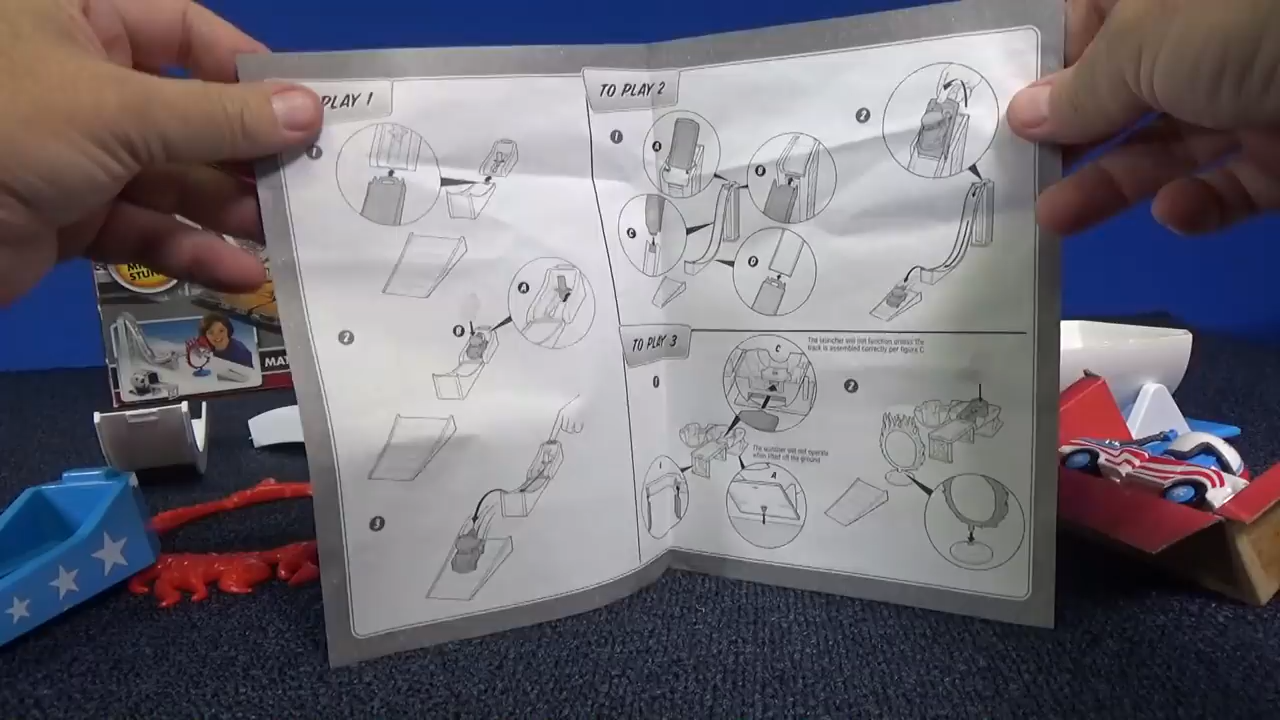 PLAY 1
1
2
A
B
3
TO PLAY 2
1
A
B
C
D
2
TO PLAY 3
1
C
The launcher will not function unless the
track is assembled correctly per figure C
The launcher will not operate
when lifted off the ground
A
2
STUN
MAT